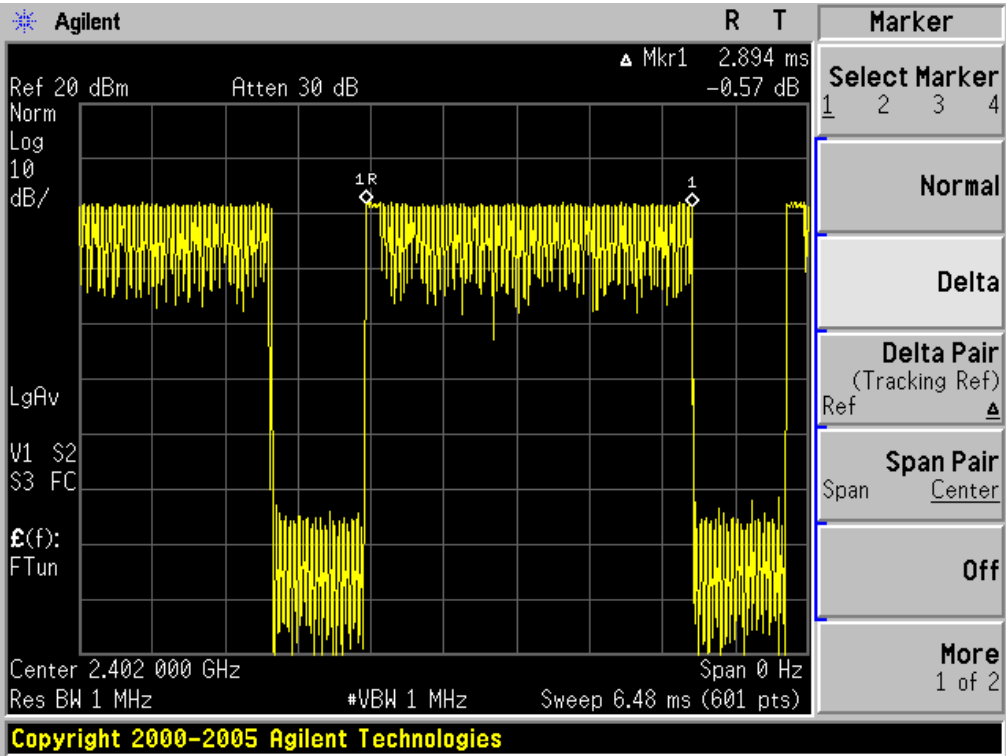 Agilent R T
Δ Mkr1 2.894 ms
Ref 20 dBm Atten 30 dB -0.57 dB
Norm
Log
10
dB/
1R
1
LgAv
V1 S2
S3 FC
£(f):
FTun
Center 2.402 000 GHz Span 0 Hz
Res BW 1 MHz #VBW 1 MHz Sweep 6.48 ms (601 pts)
Copyright 2000-2005 Agilent Technologies
Marker
Select Marker
1 2 3 4
Normal
Delta
Delta Pair
(Tracking Ref)
Ref Δ
Span Pair
Span Center
Off
More
1 of 2